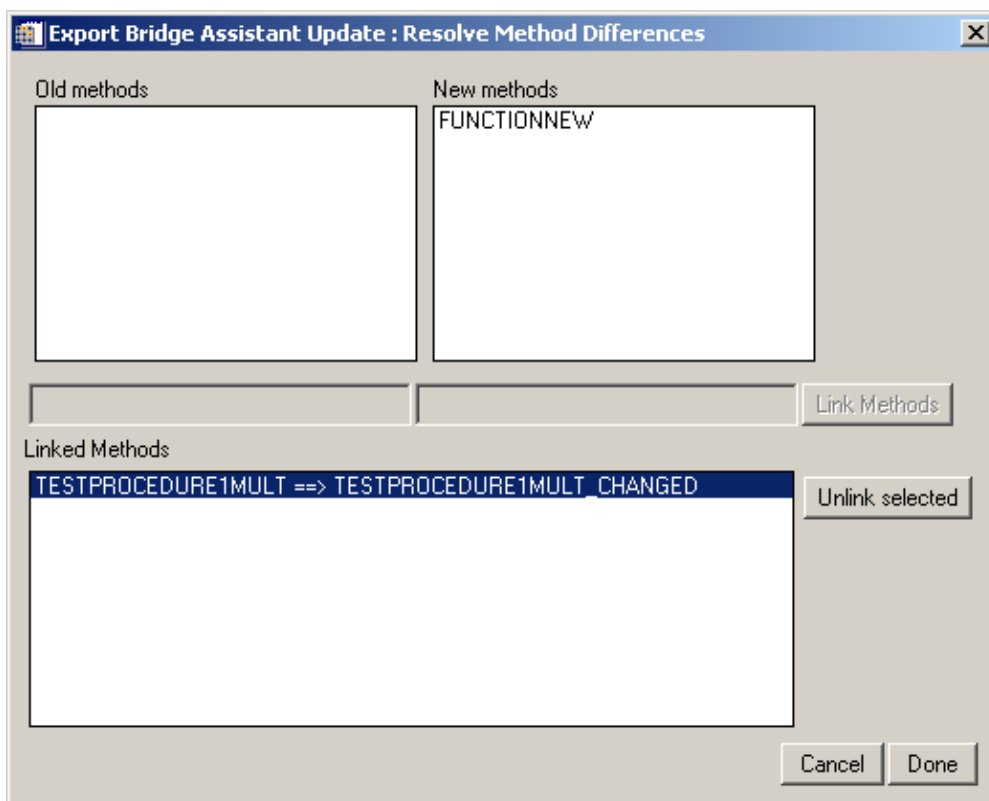 Export Bridge Assistant Update : Resolve Method Differences
Old methods
New methods
FUNCTIONNEW
Link Methods
Linked Methods
TESTPROCEDURE1MULT ==> TESTPROCEDURE1MULT_CHANGED
Unlink selected
Cancel
Done